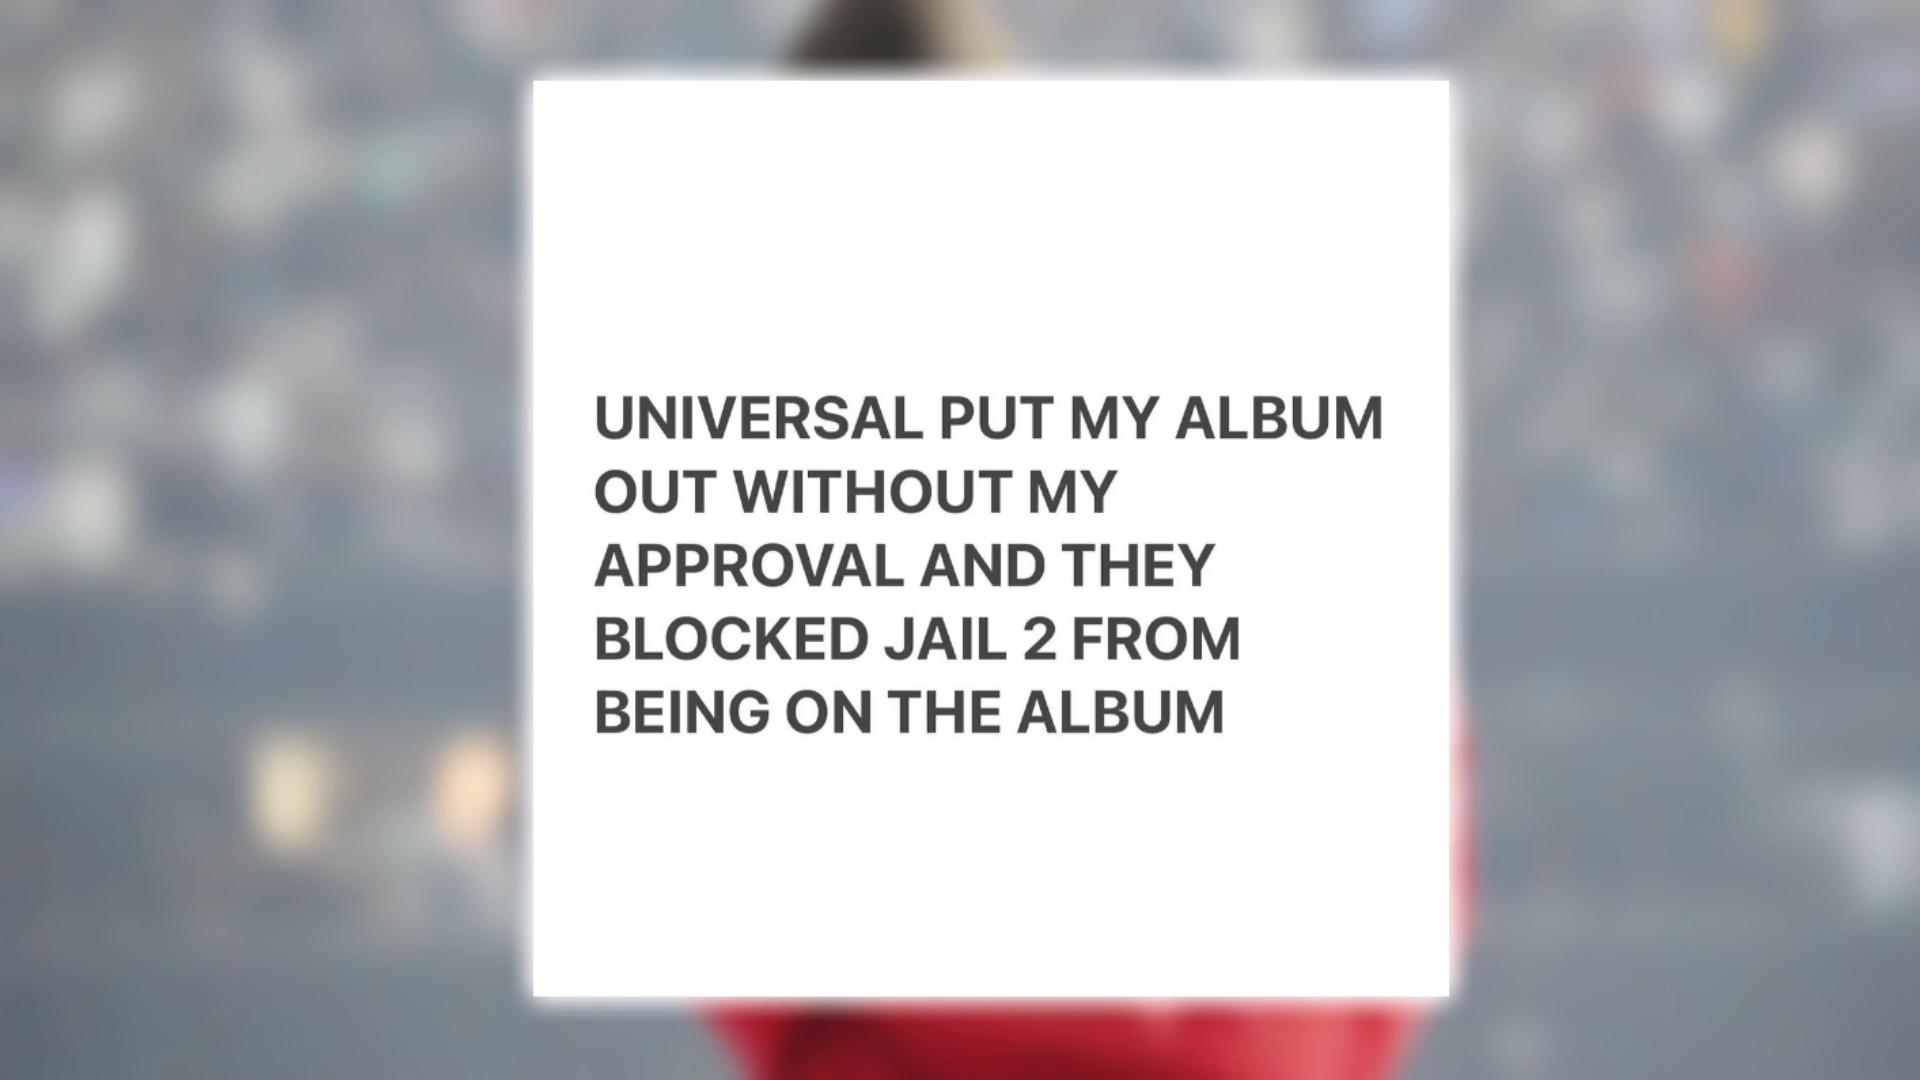 UNIVERSAL PUT MY ALBUM
OUT WITHOUT MY
APPROVAL AND THEY
BLOCKED JAIL 2 FROM
BEING ON THE ALBUM